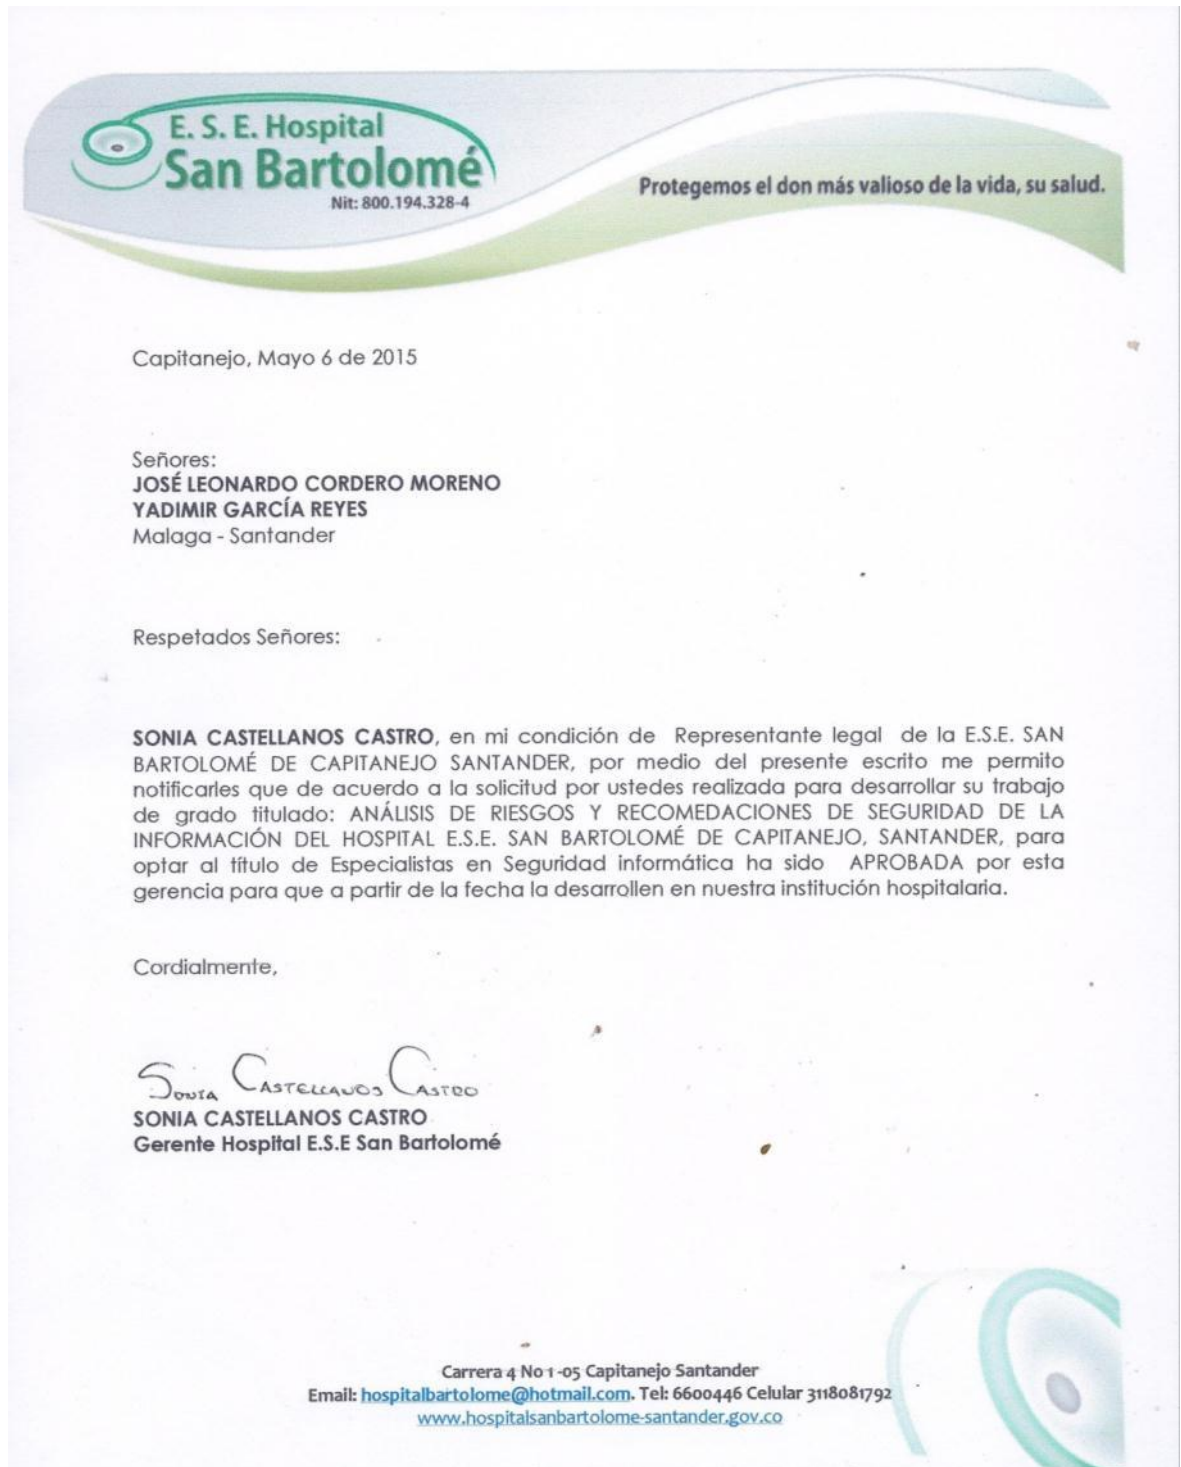 E. S. E. Hospital
San Bartolomé
Nit: 800.194.328-4
Protegemos el don más valioso de la vida, su salud.
Capitanejo, Mayo 6 de 2015
Señores:
JOSÉ LEONARDO CORDERO MORENO
YADIMIR GARCÍA REYES
Malaga - Santander
Respetados Señores:
SONIA CASTELLANOS CASTRO, en mi condición de Representante legal de la E.S.E. SAN
BARTOLOMÉ DE CAPITANEJO SANTANDER, por medio del presente escrito me permito
notificarles que de acuerdo a la solicitud por ustedes realizada para desarrollar su trabajo
de grado titulado: ANÁLISIS DE RIESGOS Y RECOMEDACIONES DE SEGURIDAD DE LA
INFORMACIÓN DEL HOSPITAL E.S.E. SAN BARTOLOMÉ DE CAPITANEJO, SANTANDER, para
optar al título de Especialistas en Seguridad informática ha sido APROBADA por esta
gerencia para que a partir de la fecha la desarrollen en nuestra institución hospitalaria.
Cordialmente,
Sonia Castellanos Castro
SONIA CASTELLANOS CASTRO
Gerente Hospital E.S.E San Bartolomé
Carrera 4 No 1 -05 Capitanejo Santander
Email: hospitalbartolome@hotmail.com. Tel: 6600446 Celular 3118081792
www.hospitalsanbartolome-santander.gov.co